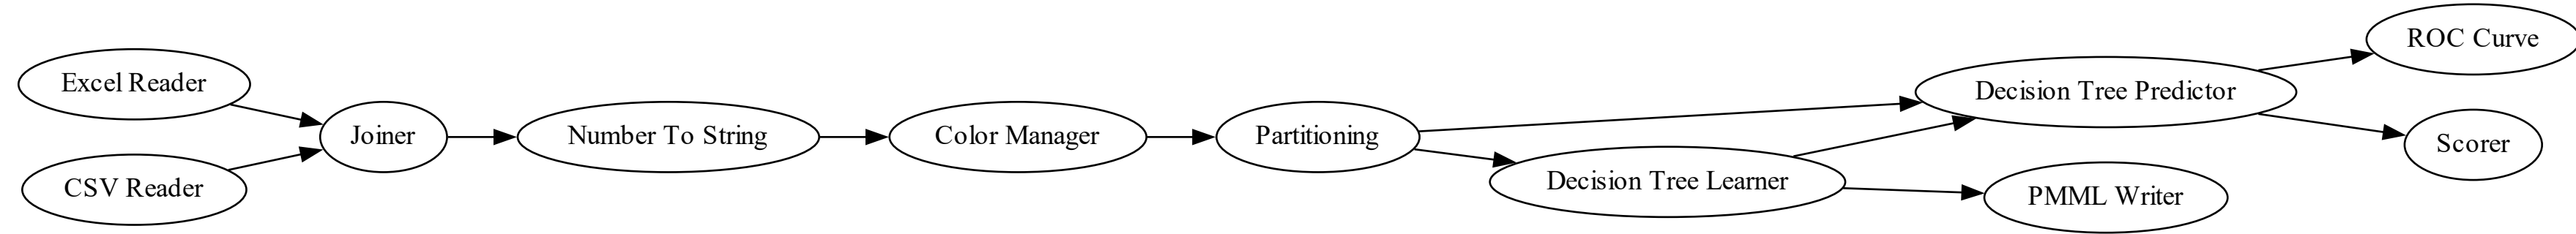 Excel Reader
CSV Reader
Joiner
Number To String
Color Manager
Partitioning
Decision Tree Learner
Decision Tree Predictor
PMML Writer
ROC Curve
Scorer